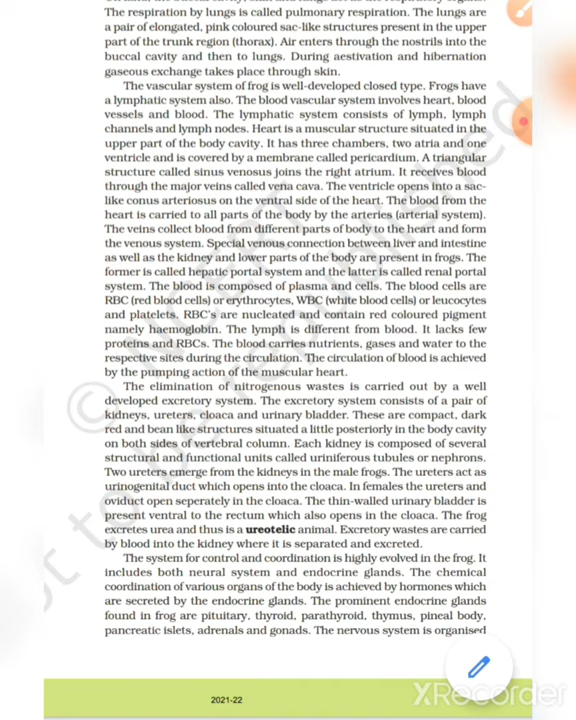 The respiration by lungs is called pulmonary respiration. The lungs are
a pair of elongated, pink coloured sac-like structures present in the upper
part of the trunk region (thorax). Air enters through the nostrils into the
buccal cavity and then to lungs. During aestivation and hibernation
gaseous exchange takes place through skin.
The vascular system of frog is well-developed closed type. Frogs have
a lymphatic system also. The blood vascular system involves heart, blood
vessels and blood. The lymphatic system consists of lymph, lymph
channels and lymph nodes. Heart is a muscular structure situated in the
upper part of the body cavity. It has three chambers, two atria and one
ventricle and is covered by a membrane called pericardium. A triangular
structure called sinus venosus joins the right atrium. It receives blood
through the major veins called vena cava. The ventricle opens into a sac-
like conus arteriosus on the ventral side of the heart. The blood from the
heart is carried to all parts of the body by the arteries (arterial system).
The veins collect blood from different parts of body to the heart and form
the venous system. Special venous connection between liver and intestine
as well as the kidney and lower parts of the body are present in frogs. The
former is called hepatic portal system and the latter is called renal portal
system. The blood is composed of plasma and cells. The blood cells are
RBC (red blood cells) or erythrocytes, WBC (white blood cells) or leucocytes
and platelets. RBC's are nucleated and contain red coloured pigment
namely haemoglobin. The lymph is different from blood. It lacks few
proteins and RBCs. The blood carries nutrients, gases and water to the
respective sites during the circulation. The circulation of blood is achieved
by the pumping action of the muscular heart.
The elimination of nitrogenous wastes is carried out by a well
developed excretory system. The excretory system consists of a pair of
kidneys, ureters, cloaca and urinary bladder. These are compact, dark
red and bean like structures situated a little posteriorly in the body cavity
on both sides of vertebral column. Each kidney is composed of several
structural and functional units called uriniferous tubules or nephrons.
Two ureters emerge from the kidneys in the male frogs. The ureters act as
urinogenital duct which opens into the cloaca. In females the ureters and
oviduct open seperately in the cloaca. The thin-walled urinary bladder is
present ventral to the rectum which also opens in the cloaca. The frog
excretes urea and thus is a ureotelic animal. Excretory wastes are carried
by blood into the kidney where it is separated and excreted.
The system for control and coordination is highly evolved in the frog. It
includes both neural system and endocrine glands. The chemical
coordination of various organs of the body is achieved by hormones which
are secreted by the endocrine glands. The prominent endocrine glands
found in frog are pituitary, thyroid, parathyroid, thymus, pineal body,
pancreatic islets, adrenals and gonads. The nervous system is organised
2021-22
XRecorder
© NCERT
not to be republished